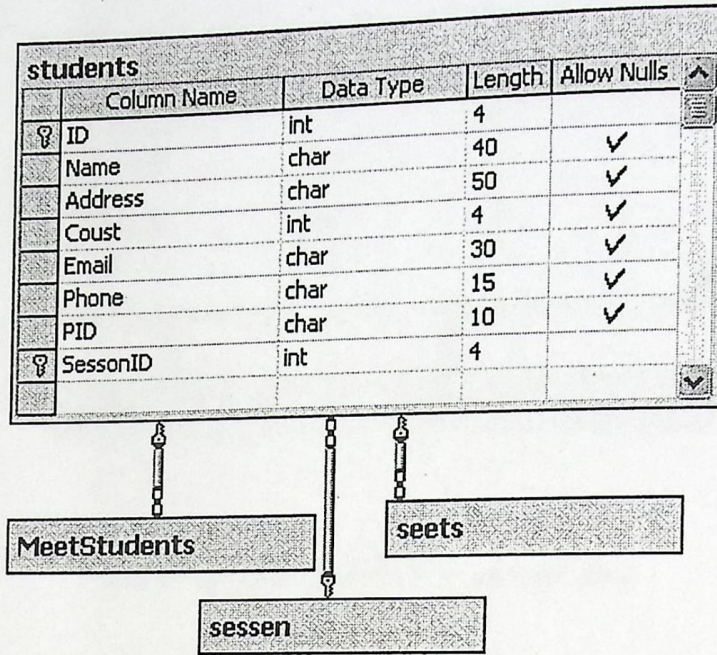 students
Column Name Data Type Length Allow Nulls
ID int 4
Name char 40
Address char 50
Coust int 4
Email char 30
Phone char 15
PID char 10
SessonID int 4
MeetStudents
seets
sessen